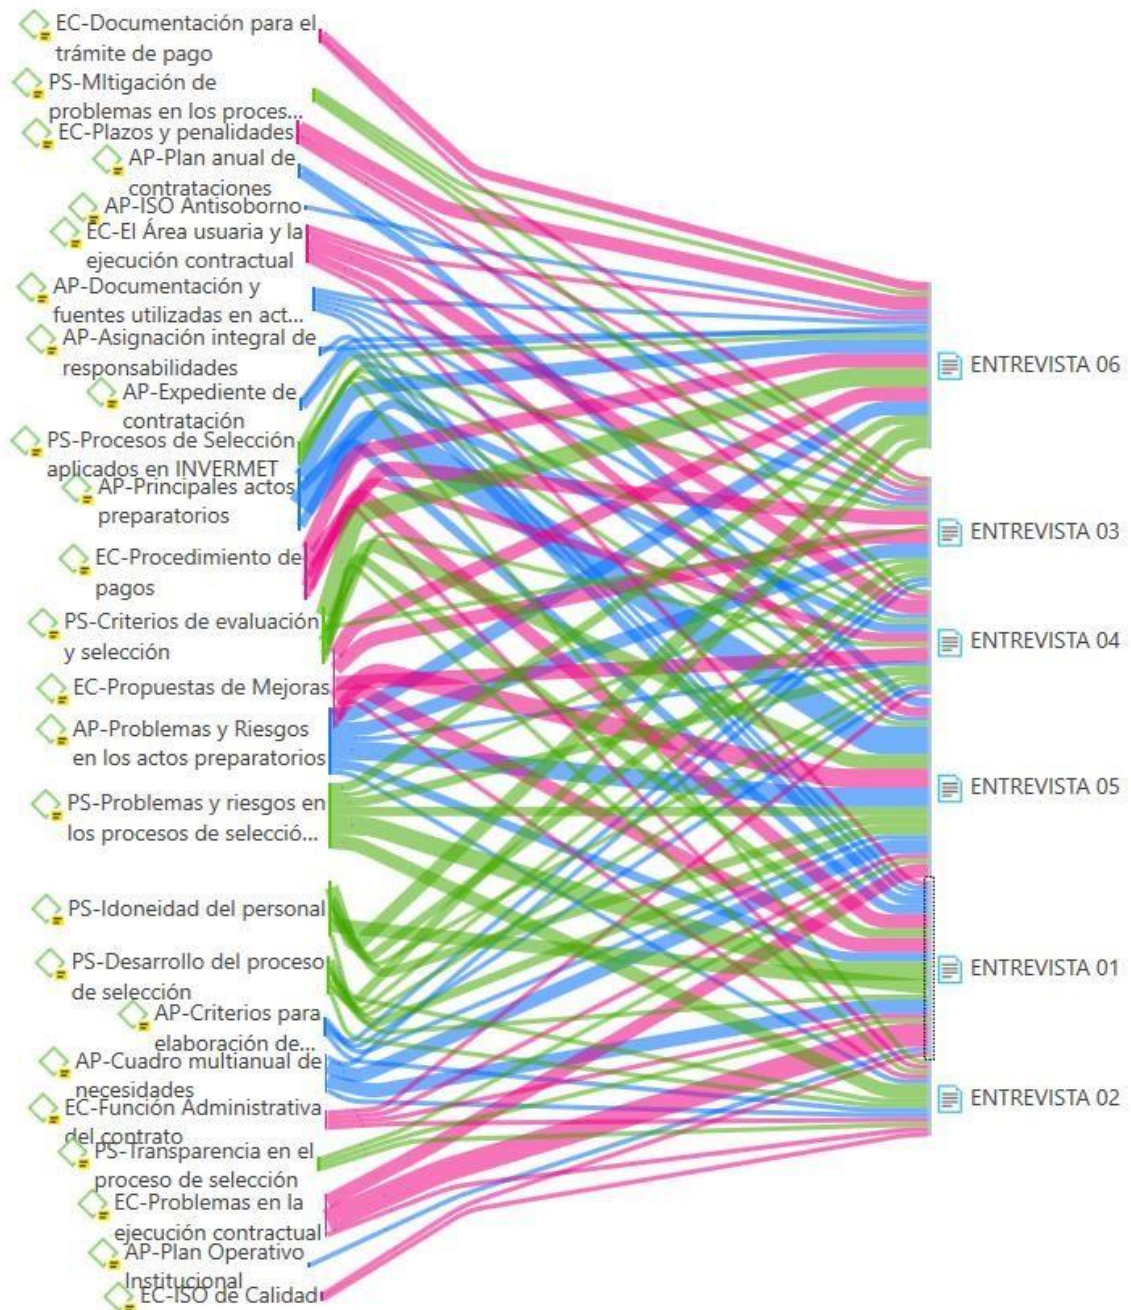 EC-Documentación para el
trámite de pago
PS-MItigación de
problemas en los proces...
EC-Plazos y penalidades
AP-Plan anual de
contrataciones
AP-ISO Antisoborno
EC-El Área usuaria y la
ejecución contractual
AP-Documentación y
fuentes utilizadas en act...
AP-Asignación integral de
responsabilidades
AP-Expediente de
contratación
PS-Procesos de Selección
aplicados en INVERMET
AP-Principales actos
preparatorios
EC-Procedimiento de
pagos
PS-Criterios de evaluación
y selección
EC-Propuestas de Mejoras
AP-Problemas y Riesgos
en los actos preparatorios
PS-Problemas y riesgos en
los procesos de selecció...
PS-Idoneidad del personal
PS-Desarrollo del proceso
de selección
AP-Criterios para
elaboración de...
AP-Cuadro multianual de
necesidades
EC-Función Administrativa
del contrato
PS-Transparencia en el
proceso de selección
EC-Problemas en la
ejecución contractual
AP-Plan Operativo
Institucional
EC-ISO de Calidad
ENTREVISTA 06
ENTREVISTA 03
ENTREVISTA 04
ENTREVISTA 05
ENTREVISTA 01
ENTREVISTA 02